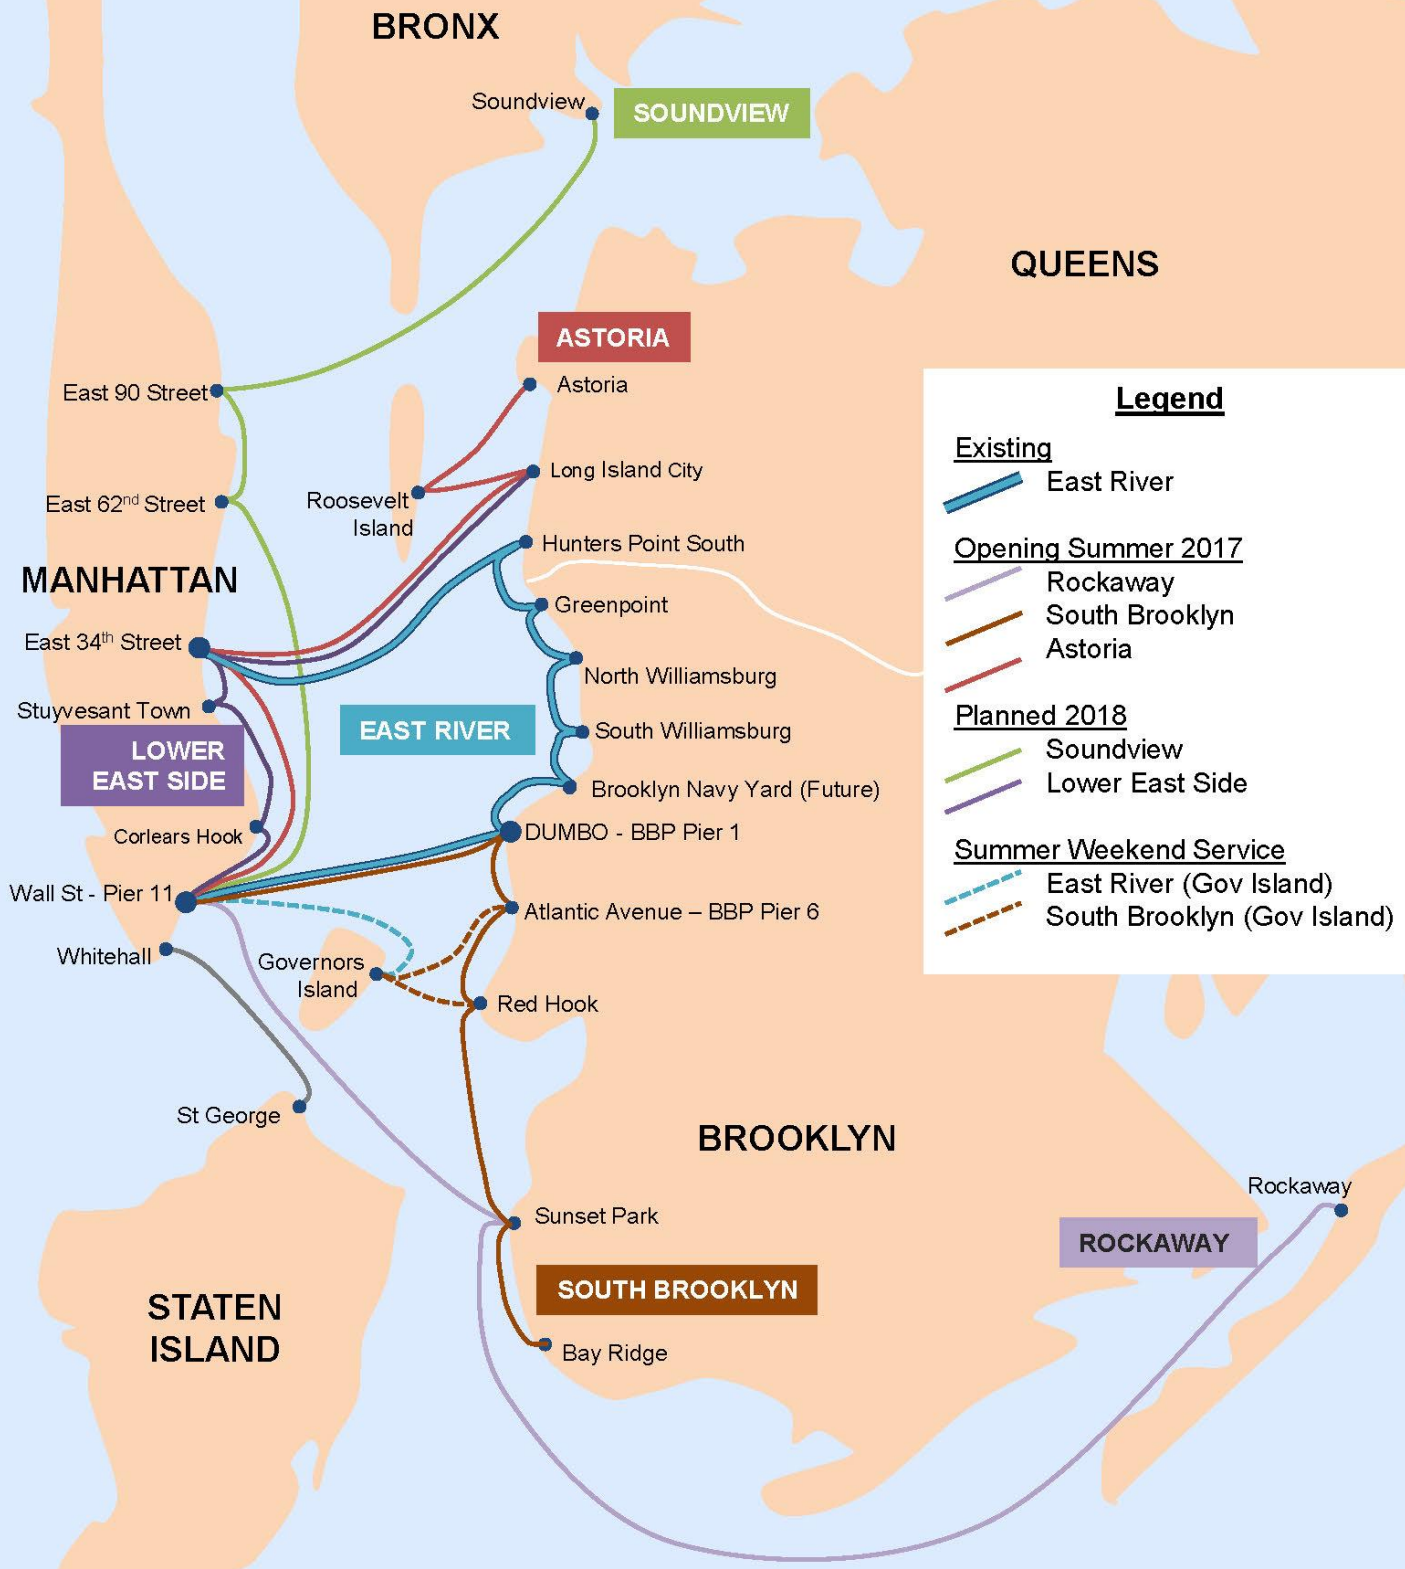 BRONX
Soundview
SOUNDVIEW
QUEENS
ASTORIA
Astoria
East 90 Street
Long Island City
Roosevelt
Island
East 62nd Street
Hunters Point South
MANHATTAN
Greenpoint
East 34th Street
North Williamsburg
Stuyvesant Town
EAST RIVER
South Williamsburg
LOWER
EAST SIDE
Brooklyn Navy Yard (Future)
Corlears Hook
DUMBO - BBP Pier 1
Wall St - Pier 11
Atlantic Avenue – BBP Pier 6
Whitehall
Governors
Island
Red Hook
St George
BROOKLYN
Sunset Park
Rockaway
ROCKAWAY
SOUTH BROOKLYN
STATEN
ISLAND
Bay Ridge
Legend
Existing
East River
Opening Summer 2017
Rockaway
South Brooklyn
Astoria
Planned 2018
Soundview
Lower East Side
Summer Weekend Service
East River (Gov Island)
South Brooklyn (Gov Island)